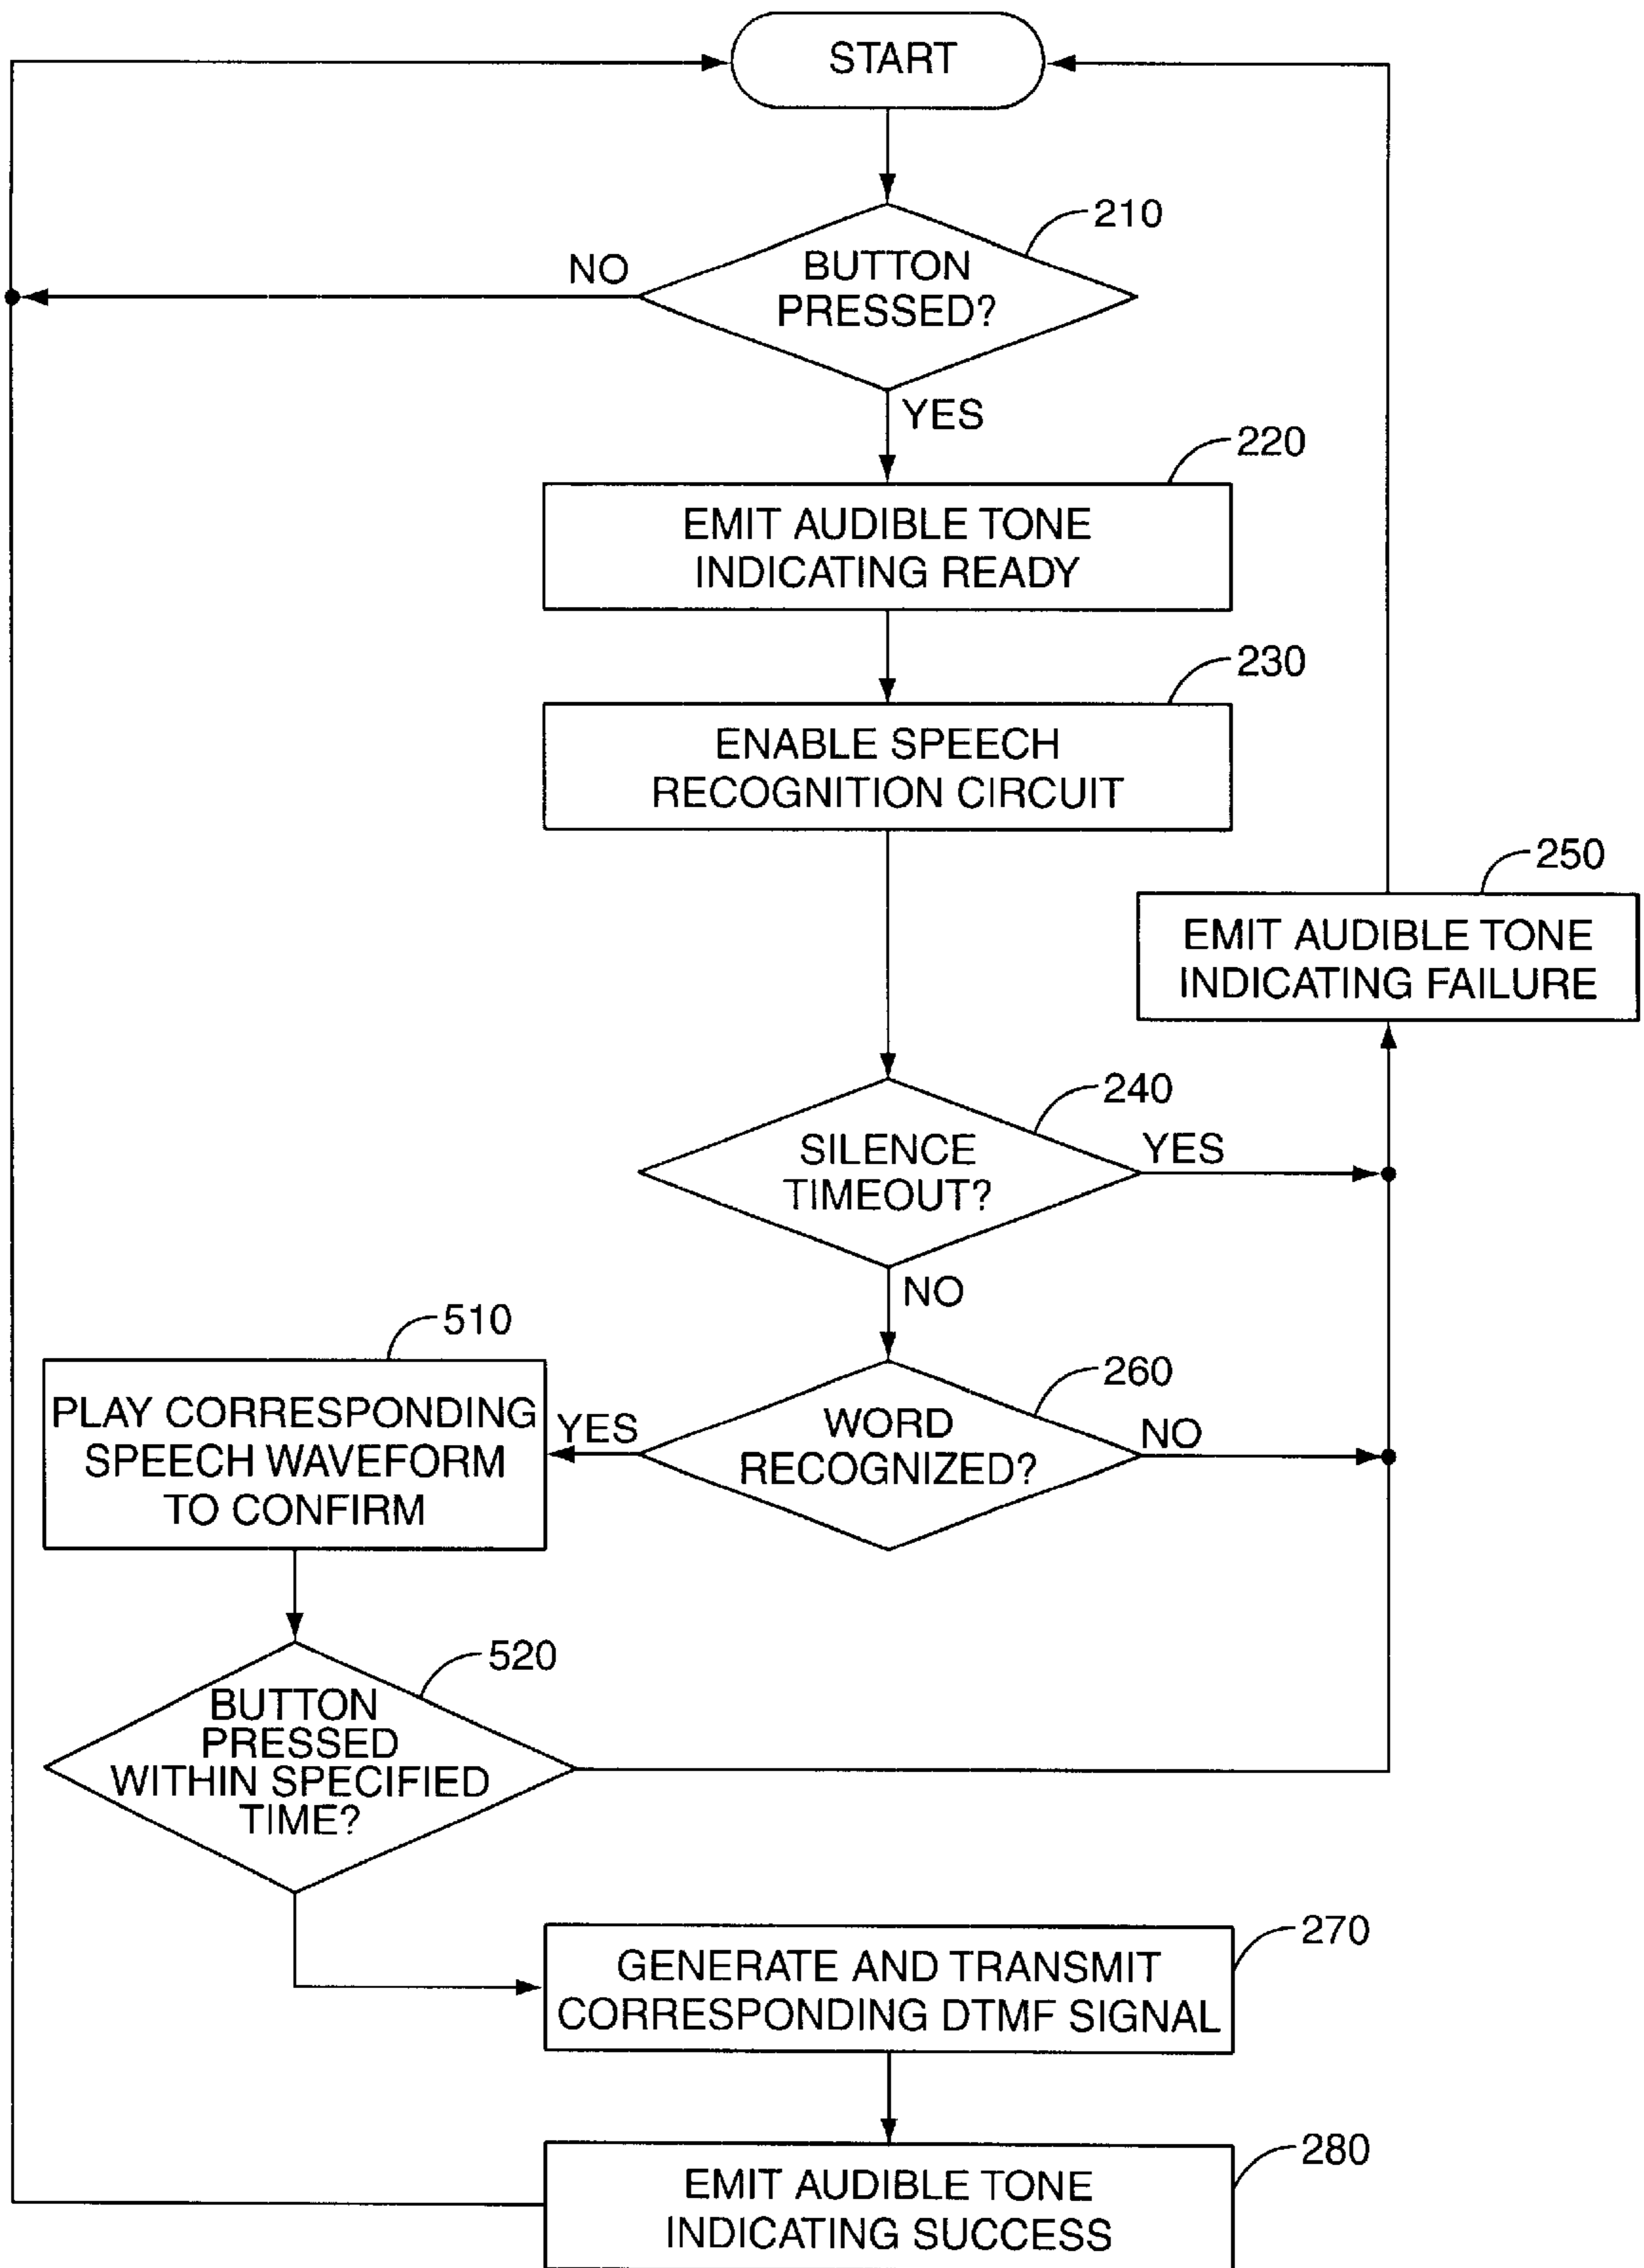 START
210
BUTTON
PRESSED?
NO
YES
220
EMIT AUDIBLE TONE
INDICATING READY
230
ENABLE SPEECH
RECOGNITION CIRCUIT
250
EMIT AUDIBLE TONE
INDICATING FAILURE
240
SILENCE
TIMEOUT?
YES
NO
260
WORD
RECOGNIZED?
NO
YES
510
PLAY CORRESPONDING
SPEECH WAVEFORM
TO CONFIRM
520
BUTTON
PRESSED
WITHIN SPECIFIED
TIME?
270
GENERATE AND TRANSMIT
CORRESPONDING DTMF SIGNAL
280
EMIT AUDIBLE TONE
INDICATING SUCCESS